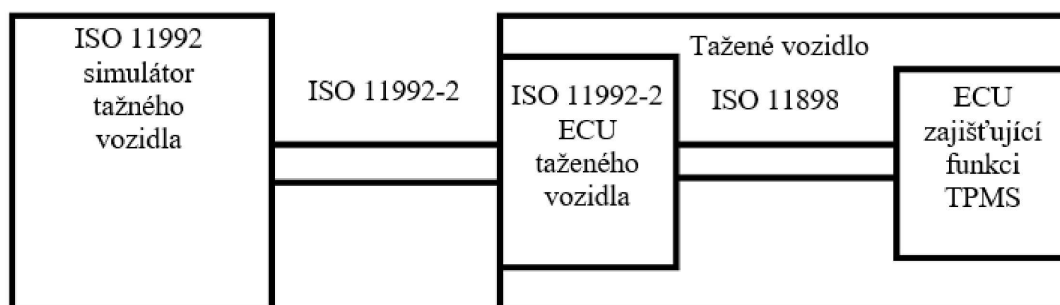 ISO 11992
simulátor
tažného
vozidla
ISO 11992-2
Tažené vozidlo
ISO 11992-2
ECU
taženého
vozidla
ISO 11898
ECU
zajišťující
funkci
TPMS